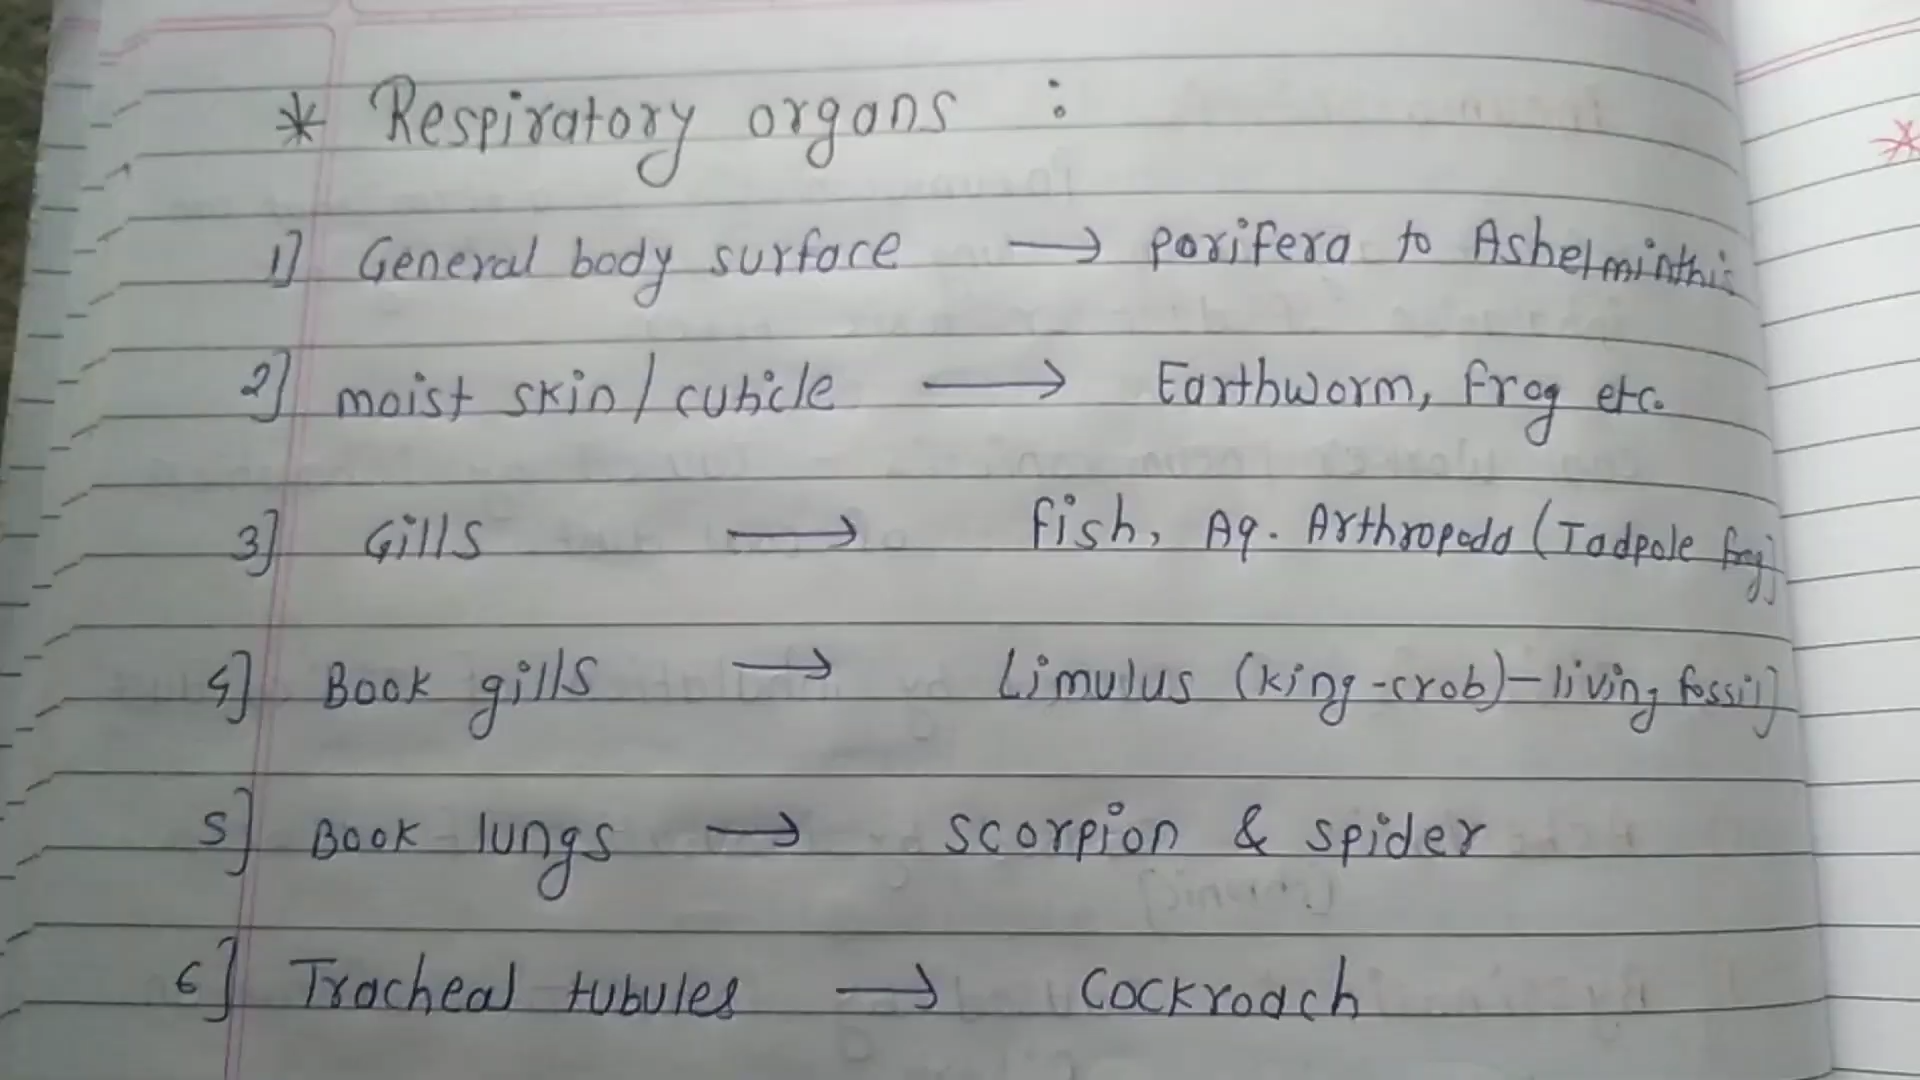 * Respiratory organs :
1] General body surface → porifera to Ashelminthis
2] moist skin/cuticle → Earthworm, Frog etc.
3] Gills → Fish, Aq. Arthropoda (Tadpole frog)
4] Book gills → Limulus (king-crab)-living fossil]
5] Book lungs → scorpion & spider
6] Tracheal tubules → Cockroach